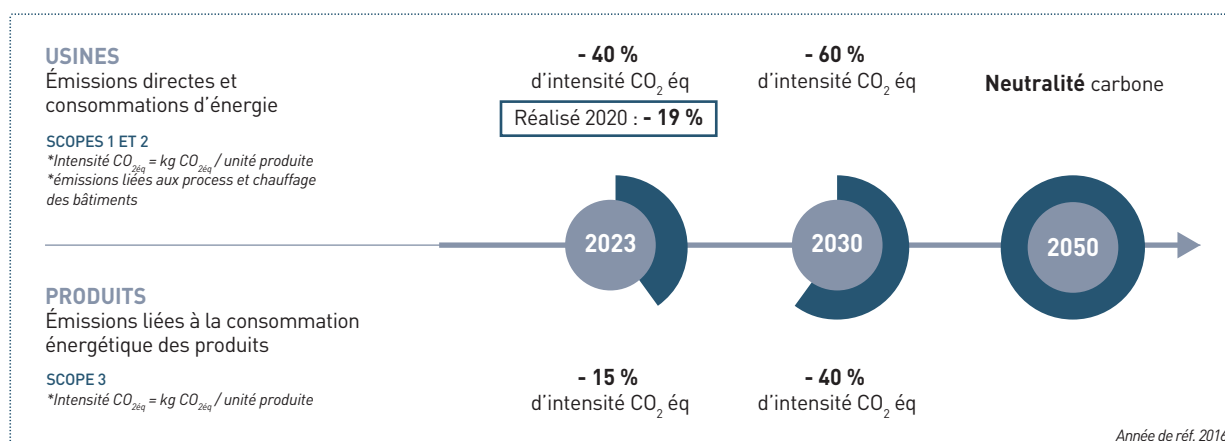 USINES
Émissions directes et
consommations d'énergie
SCOPES 1 ET 2
*Intensité CO2éq = kg CO2éq / unité produite
*émissions liées aux process et chauffage
des bâtiments
- 40 %
d'intensité CO2 éq
Réalisé 2020 : - 19 %
- 60 %
d'intensité CO2 éq
Neutralité carbone
2023
2030
2050
PRODUITS
Émissions liées à la consommation
énergétique des produits
SCOPE 3
*Intensité CO2éq = kg CO2éq / unité produite
- 15 %
d'intensité CO2 éq
- 40 %
d'intensité CO2 éq
Année de réf. 2016